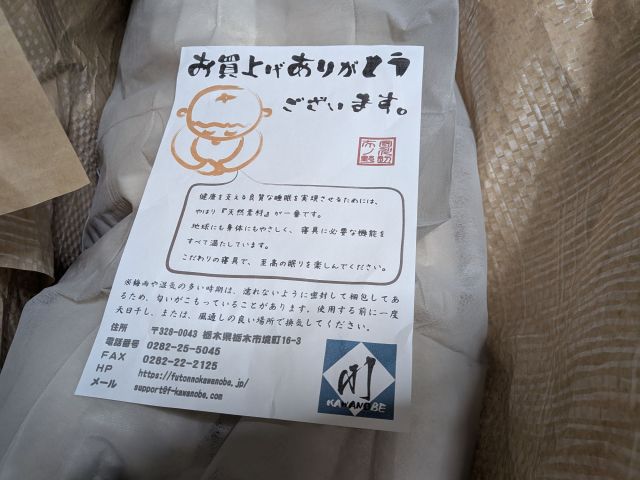 お買上げありがとう
ございます。
健康を支える良質な睡眠を実現させるためには、
やはり『天然素料』が一番です。
地球にも身体にもやさしく、寝具に必要な機能を
すべて満たしています。
こだわりの寝具で、至高の眠りを楽しんでください。
※梅雨や湿気の多い時期は、濡れないように密封して梱包してあ
るため、匂いがこもっていることがあります。使用する前に一度
天日干し、または、風通しの良い場所で換気してください。
住所 〒328-0043 栃木県栃木市境町16-3
電話番号 0282-25-5045
FAX 0282-22-2125
HP https://futonnokawanobe.jp/
メール support@f-kawanobe.com
KAWANOBE